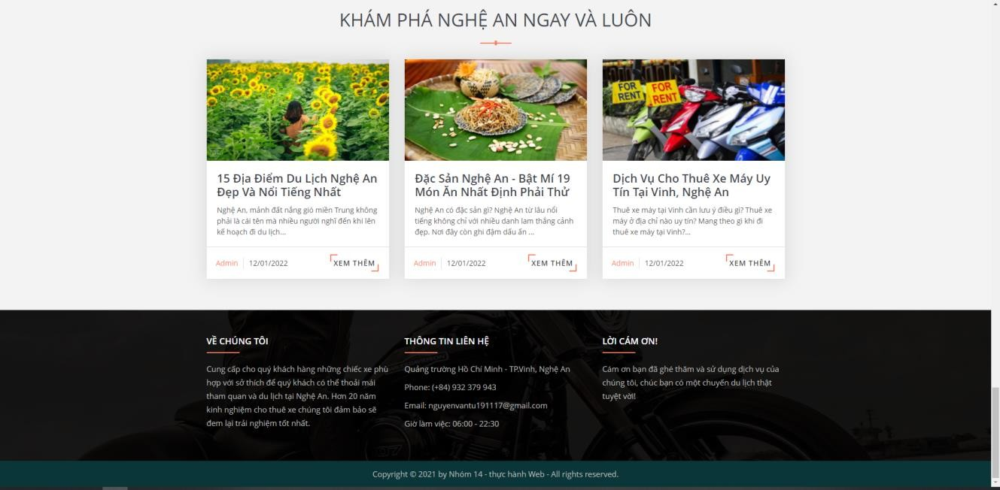 KHÁM PHÁ NGHỆ AN NGAY VÀ LUÔN
FOR RENT
FOR RENT
15 Địa Điểm Du Lịch Nghệ An
Đẹp Và Nổi Tiếng Nhất
Nghệ An, mảnh đất nắng gió miền Trung không
phải là cái tên mà nhiều người nghĩ đến khi lên
kế hoạch đi du lịch...
Admin 12/01/2022 XEM THÊM
Đặc Sản Nghệ An - Bật Mí 19
Món Ăn Nhất Định Phải Thử
Nghệ An có đặc sản gì? Nghệ An từ lâu nổi
tiếng không chỉ với nhiều danh lam thắng cảnh
đẹp. Nơi đây còn ghi đậm dấu ấn ...
Admin 12/01/2022 XEM THÊM
Dịch Vụ Cho Thuê Xe Máy Uy
Tín Tại Vinh, Nghệ An
Thuê xe máy tại Vinh cần lưu ý điều gì? Thuê xe
máy ở địa chỉ nào uy tín? Mang theo gì khi đi
thuê xe máy tại Vinh?...
Admin 12/01/2022 XEM THÊM
VỀ CHÚNG TÔI
Cung cấp cho quý khách hàng những chiếc xe phù
hợp với sở thích để quý khách có thể thoải mái
tham quan và du lịch tại Nghệ An. Hơn 20 năm
kinh nghiệm cho thuê xe chúng tôi đảm bảo sẽ
đem lại trải nghiệm tốt nhất.
THÔNG TIN LIÊN HỆ
Quảng trường Hồ Chí Minh - TP.Vinh, Nghệ An
Phone: (+84) 932 379 943
Email: nguyenvantu191117@gmail.com
Giờ làm việc: 06:00 - 22:30
LỜI CÁM ƠN!
Cám ơn bạn đã ghé thăm và sử dụng dịch vụ của
chúng tôi, chúc bạn có một chuyến du lịch thật
tuyệt vời!
Copyright © 2021 by Nhóm 14 - thực hành Web - All rights reserved.